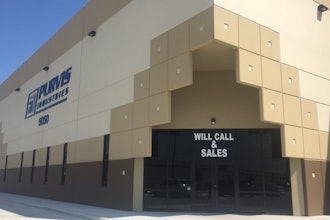 PURVIS
INDUSTRIES
5050
WILL CALL
&
SALES